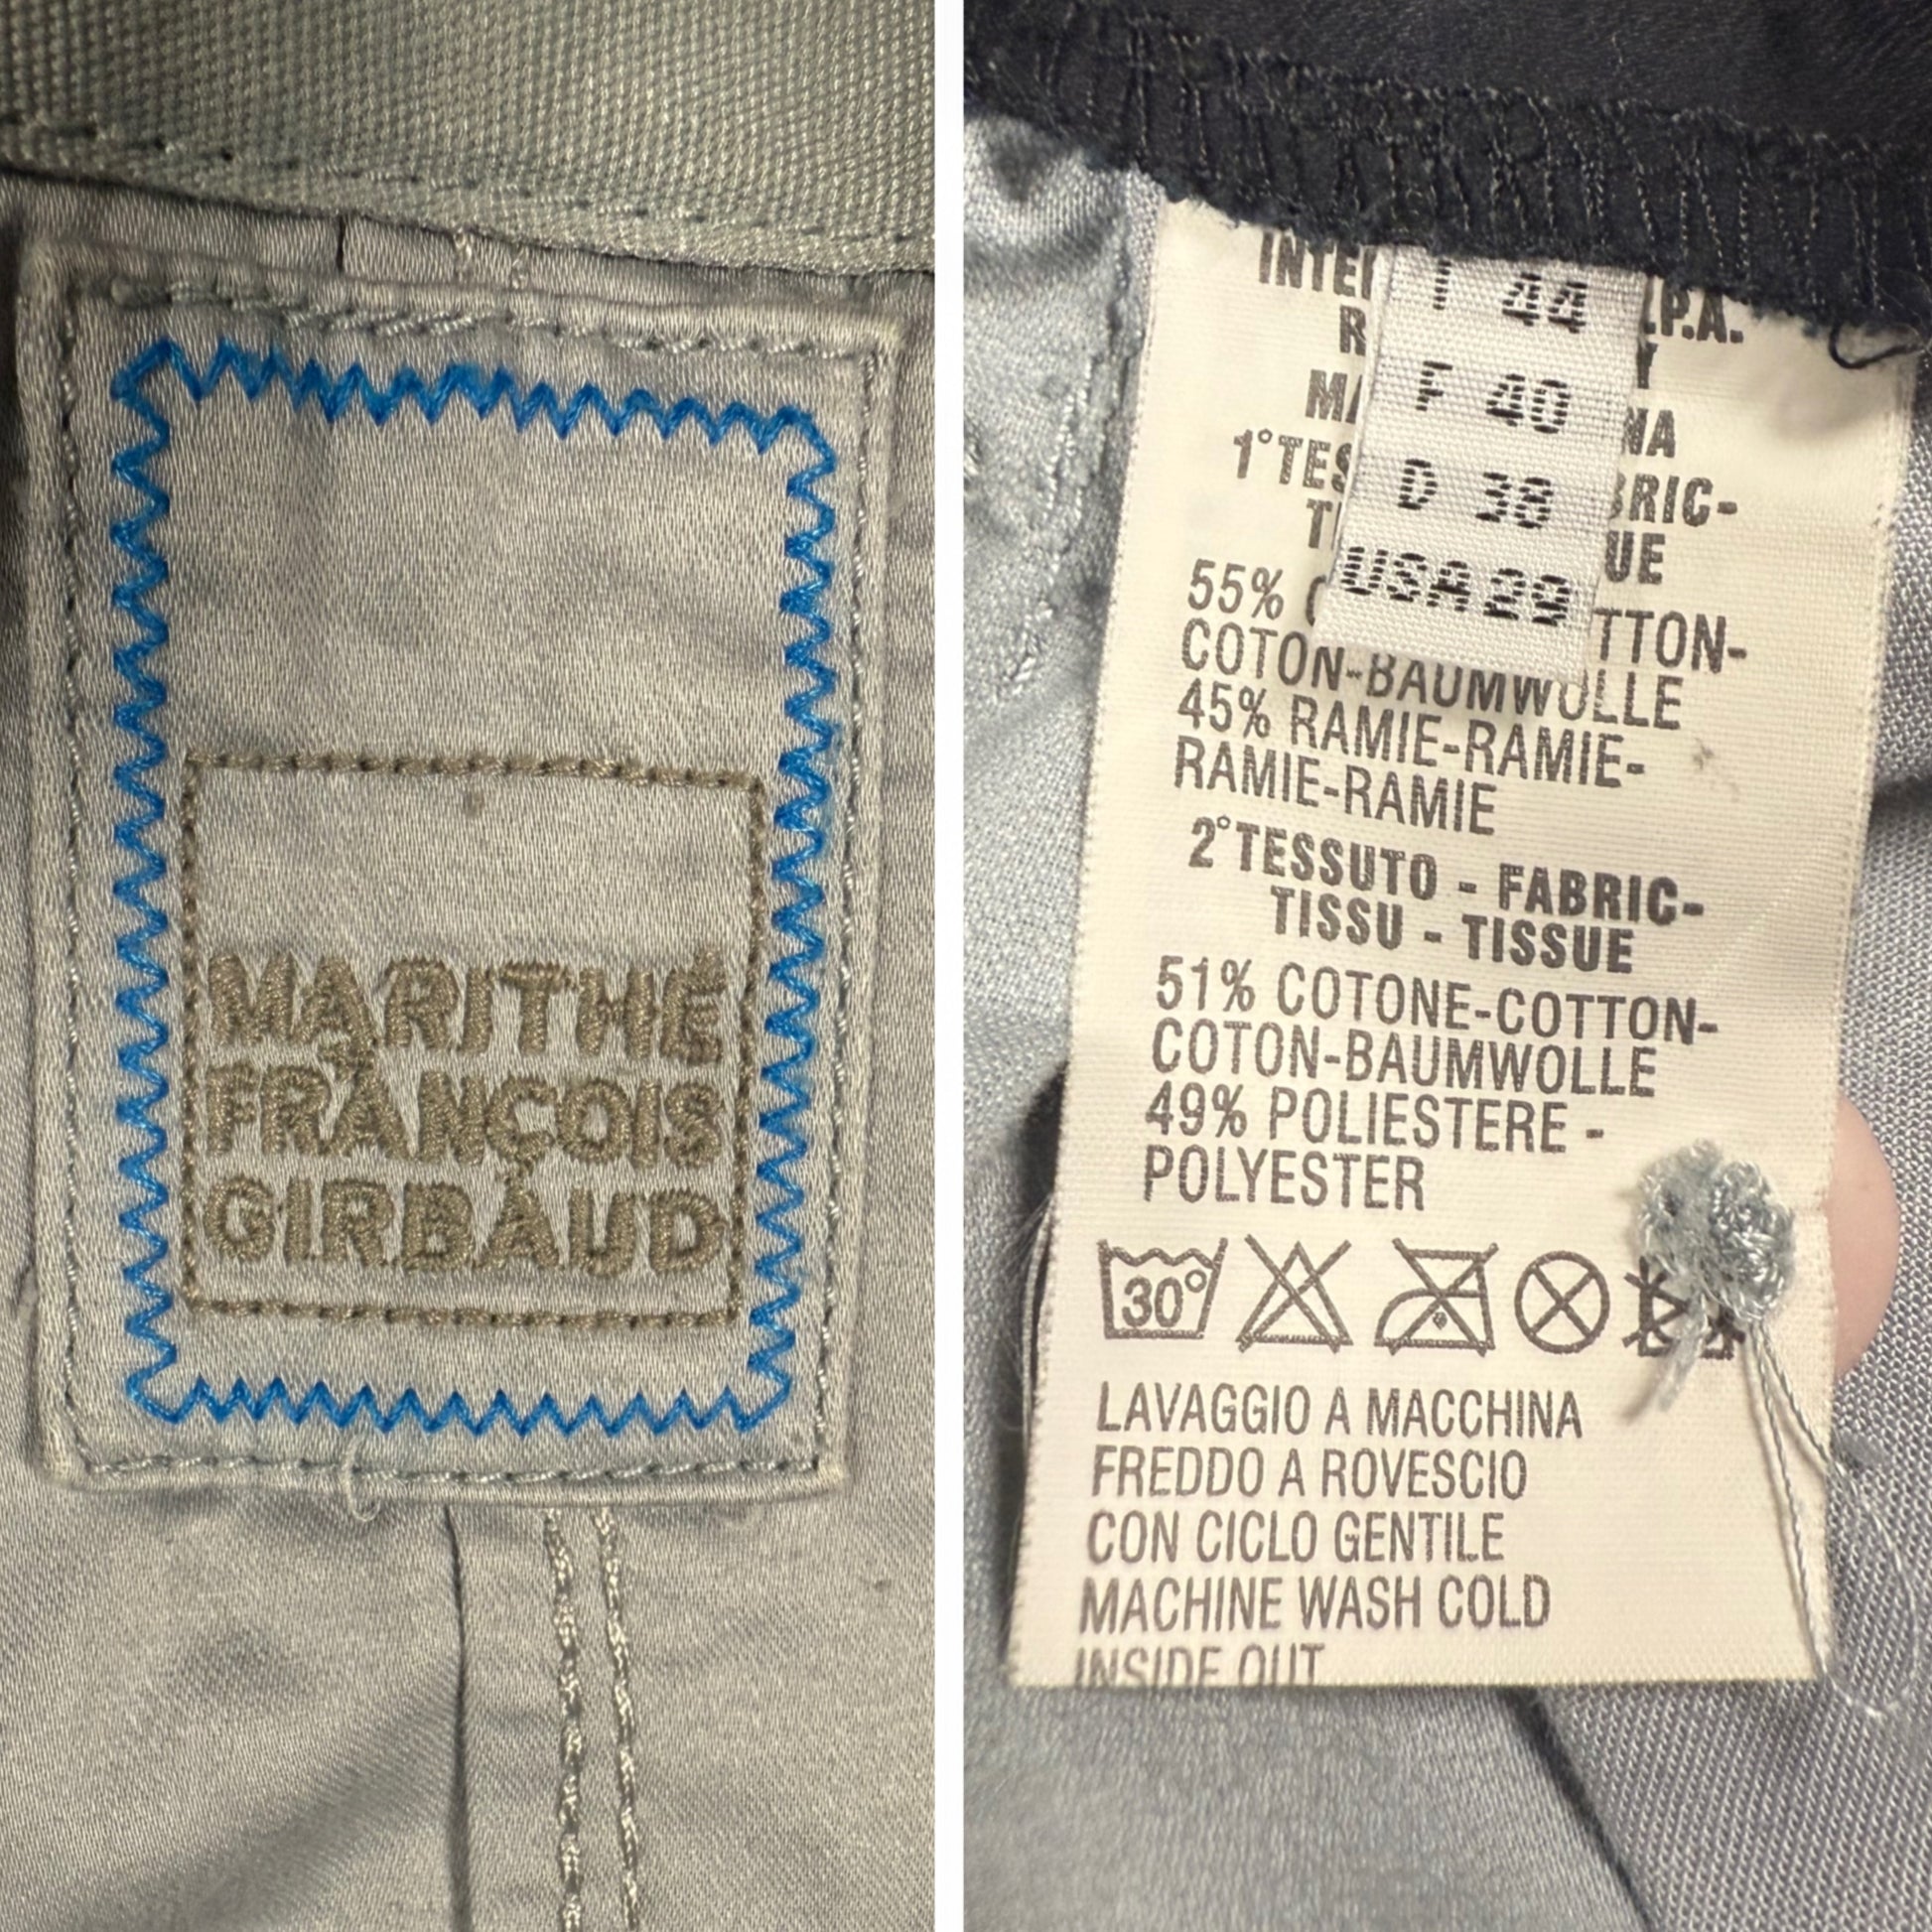 MARITHÉ
FRANÇOIS
GIRBAUD
I 44
F 40
D 38
USA 29
55%
COTON-BAUMWOLLE
45% RAMIE-RAMIE-
RAMIE-RAMIE
2°TESSUTO - FABRIC-
TISSU - TISSUE
51% COTONE-COTTON-
COTON-BAUMWOLLE
49% POLIESTERE -
POLYESTER
30°
LAVAGGIO A MACCHINA
FREDDO A ROVESCIO
CON CICLO GENTILE
MACHINE WASH COLD
INSIDE OUT